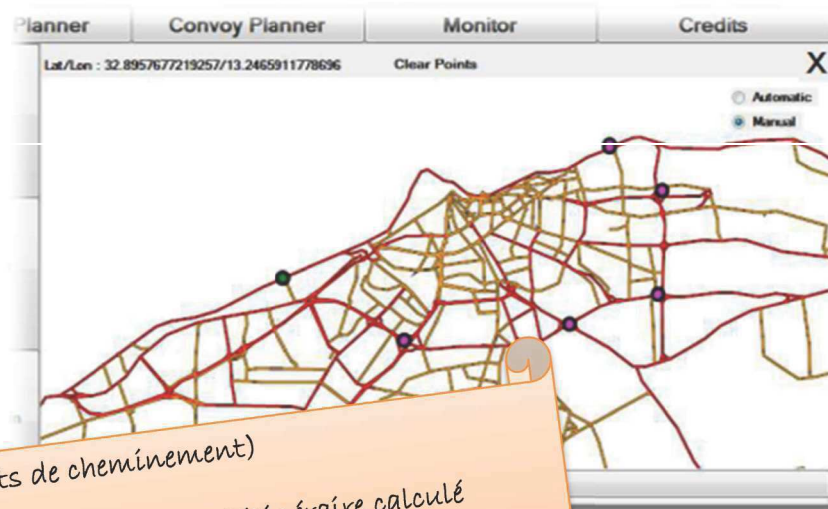 Planner Convoy Planner Monitor Credits
Lat/Lon : 32.8957677219257/13.2465911778696 Clear Points X
Automatic
Manual
ts de cheminement)
calculé